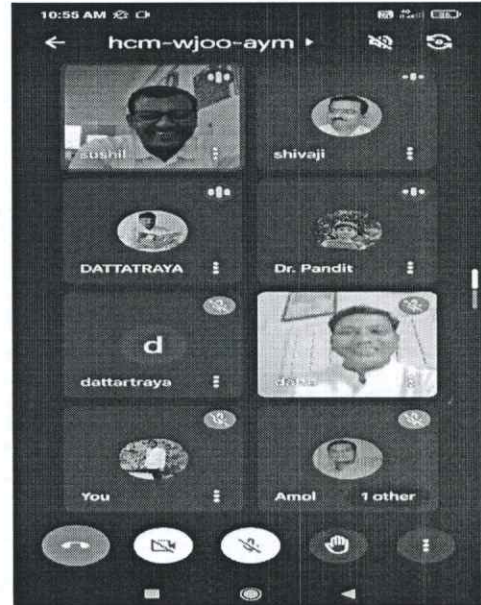 10:55 AM
hcm-wjoo-aym
sushil
shivaji
DATTATRAYA
Dr. Pandit
d
dattartraya
You
Amol
1 other